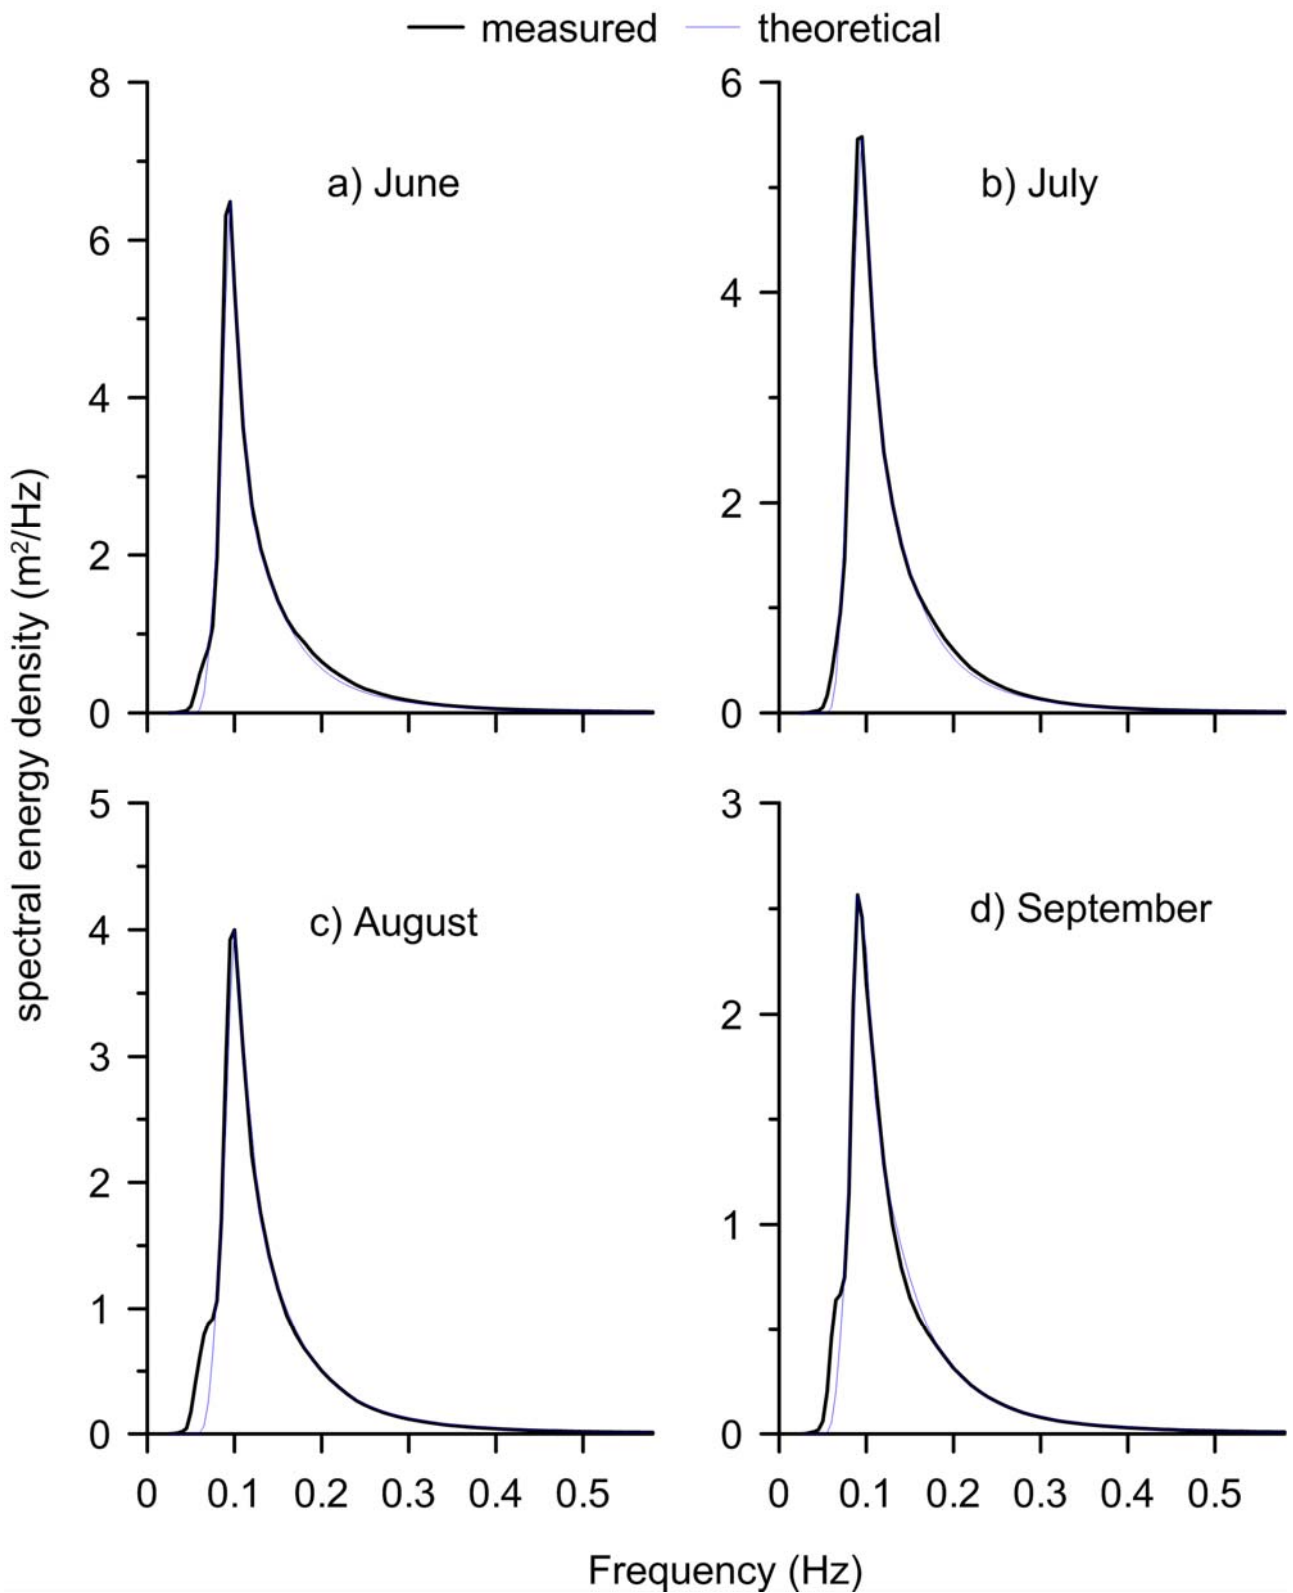 measured theoretical
8
6
4
2
0
a) June
6
4
2
0
b) July
spectral energy density (m²/Hz)
5
4
3
2
1
0
c) August
0 0.1 0.2 0.3 0.4 0.5
3
2
1
0
d) September
0 0.1 0.2 0.3 0.4 0.5
Frequency (Hz)